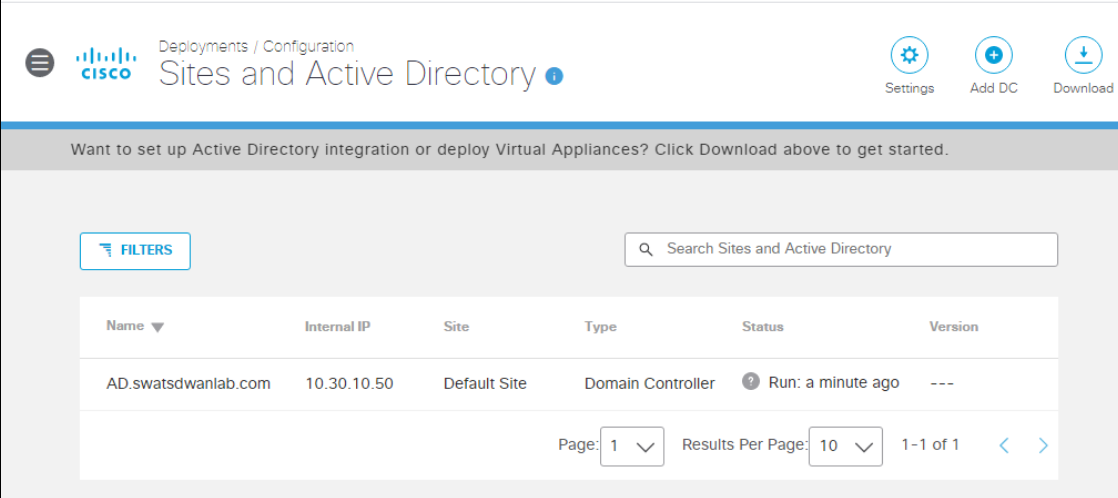 Deployments / Configuration
CISCO
Sites and Active Directory i
Settings
Add DC
Download
Want to set up Active Directory integration or deploy Virtual Appliances? Click Download above to get started.
FILTERS
Search Sites and Active Directory
Name Internal IP Site Type Status Version
AD.swatsdwanlab.com 10.30.10.50 Default Site Domain Controller ? Run: a minute ago ---
Page: 1 Results Per Page: 10 1-1 of 1 < >